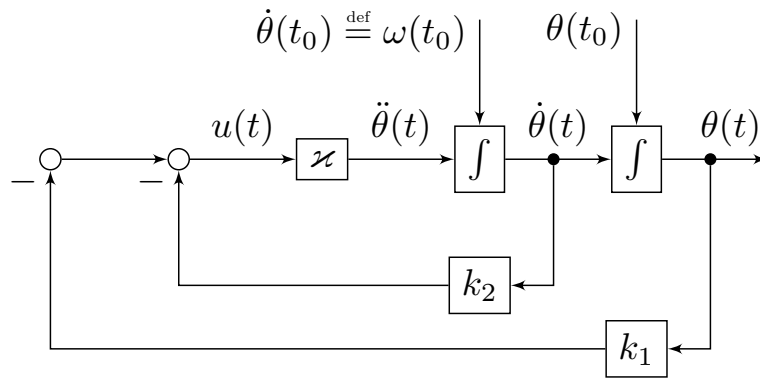 θ̇(t₀) ≝ ω(t₀) θ(t₀)
u(t) θ̈(t) θ̇(t) θ(t)
ϰ ∫ ∫
− −
k₂
k₁